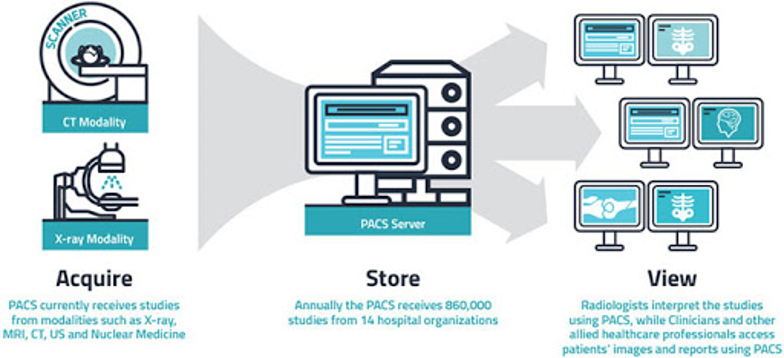 SCANNER
CT Modality
X-ray Modality
PACS Server
Acquire
PACS currently receives studies
from modalities such as X-ray,
MRI, CT, US and Nuclear Medicine
Store
Annually the PACS receives 860,000
studies from 14 hospital organizations
View
Radiologists interpret the studies
using PACS, while Clinicians and other
allied healthcare professionals access
patients' images and reports using PACS